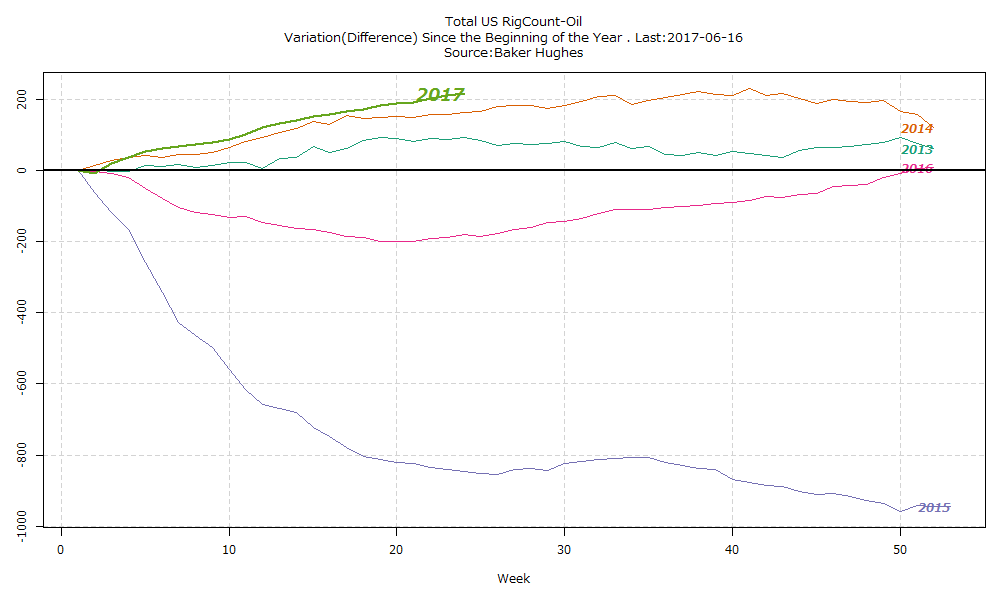 Total US RigCount-Oil
Variation(Difference) Since the Beginning of the Year . Last:2017-06-16
Source:Baker Hughes
200
0
-200
-400
-600
-800
-1000
2017
2014
2013
2016
2015
0 10 20 30 40 50
Week